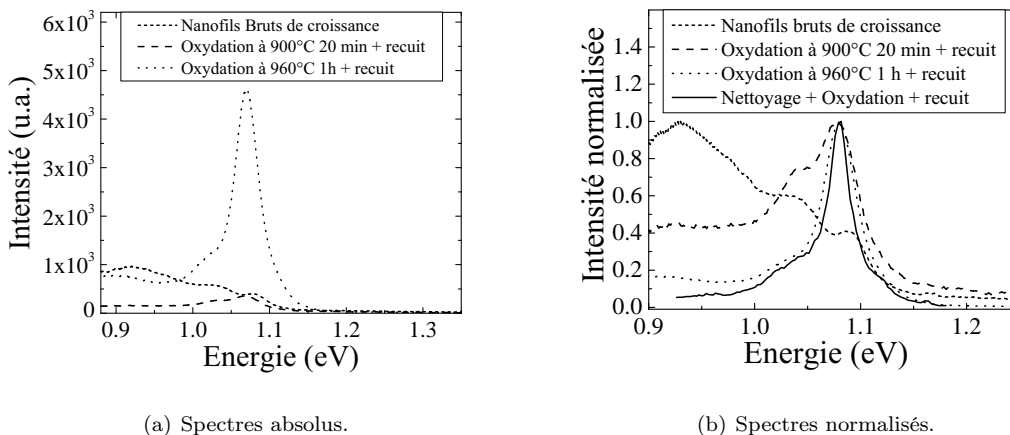 6x10³
5x10³
4x10³
3x10³
2x10³
1x10³
0
Intensité (u.a.)
Nanofils Bruts de croissance
Oxydation à 900°C 20 min + recuit
Oxydation à 960°C 1h + recuit
0.9
1.0
1.1
1.2
1.3
Energie (eV)
(a) Spectres absolus.
1.4
1.2
1.0
0.8
0.6
0.4
0.2
0.0
Intensité normalisée
Nanofils bruts de croissance
Oxydation à 900°C 20 min + recuit
Oxydation à 960°C 1 h + recuit
Nettoyage + Oxydation + recuit
0.9
1.0
1.1
1.2
Energie (eV)
(b) Spectres normalisés.